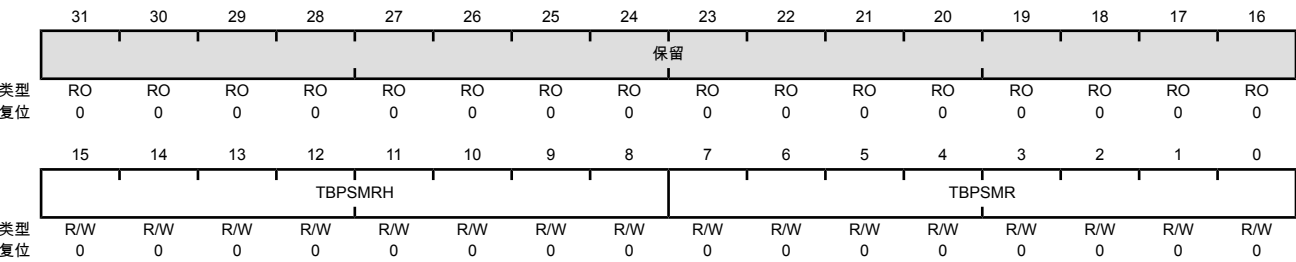 31 30 29 28 27 26 25 24 23 22 21 20 19 18 17 16
保留
类型 RO RO RO RO RO RO RO RO RO RO RO RO RO RO RO RO
复位 0 0 0 0 0 0 0 0 0 0 0 0 0 0 0 0
15 14 13 12 11 10 9 8 7 6 5 4 3 2 1 0
TBPSMRH TBPSMR
类型 R/W R/W R/W R/W R/W R/W R/W R/W R/W R/W R/W R/W R/W R/W R/W R/W
复位 0 0 0 0 0 0 0 0 0 0 0 0 0 0 0 0